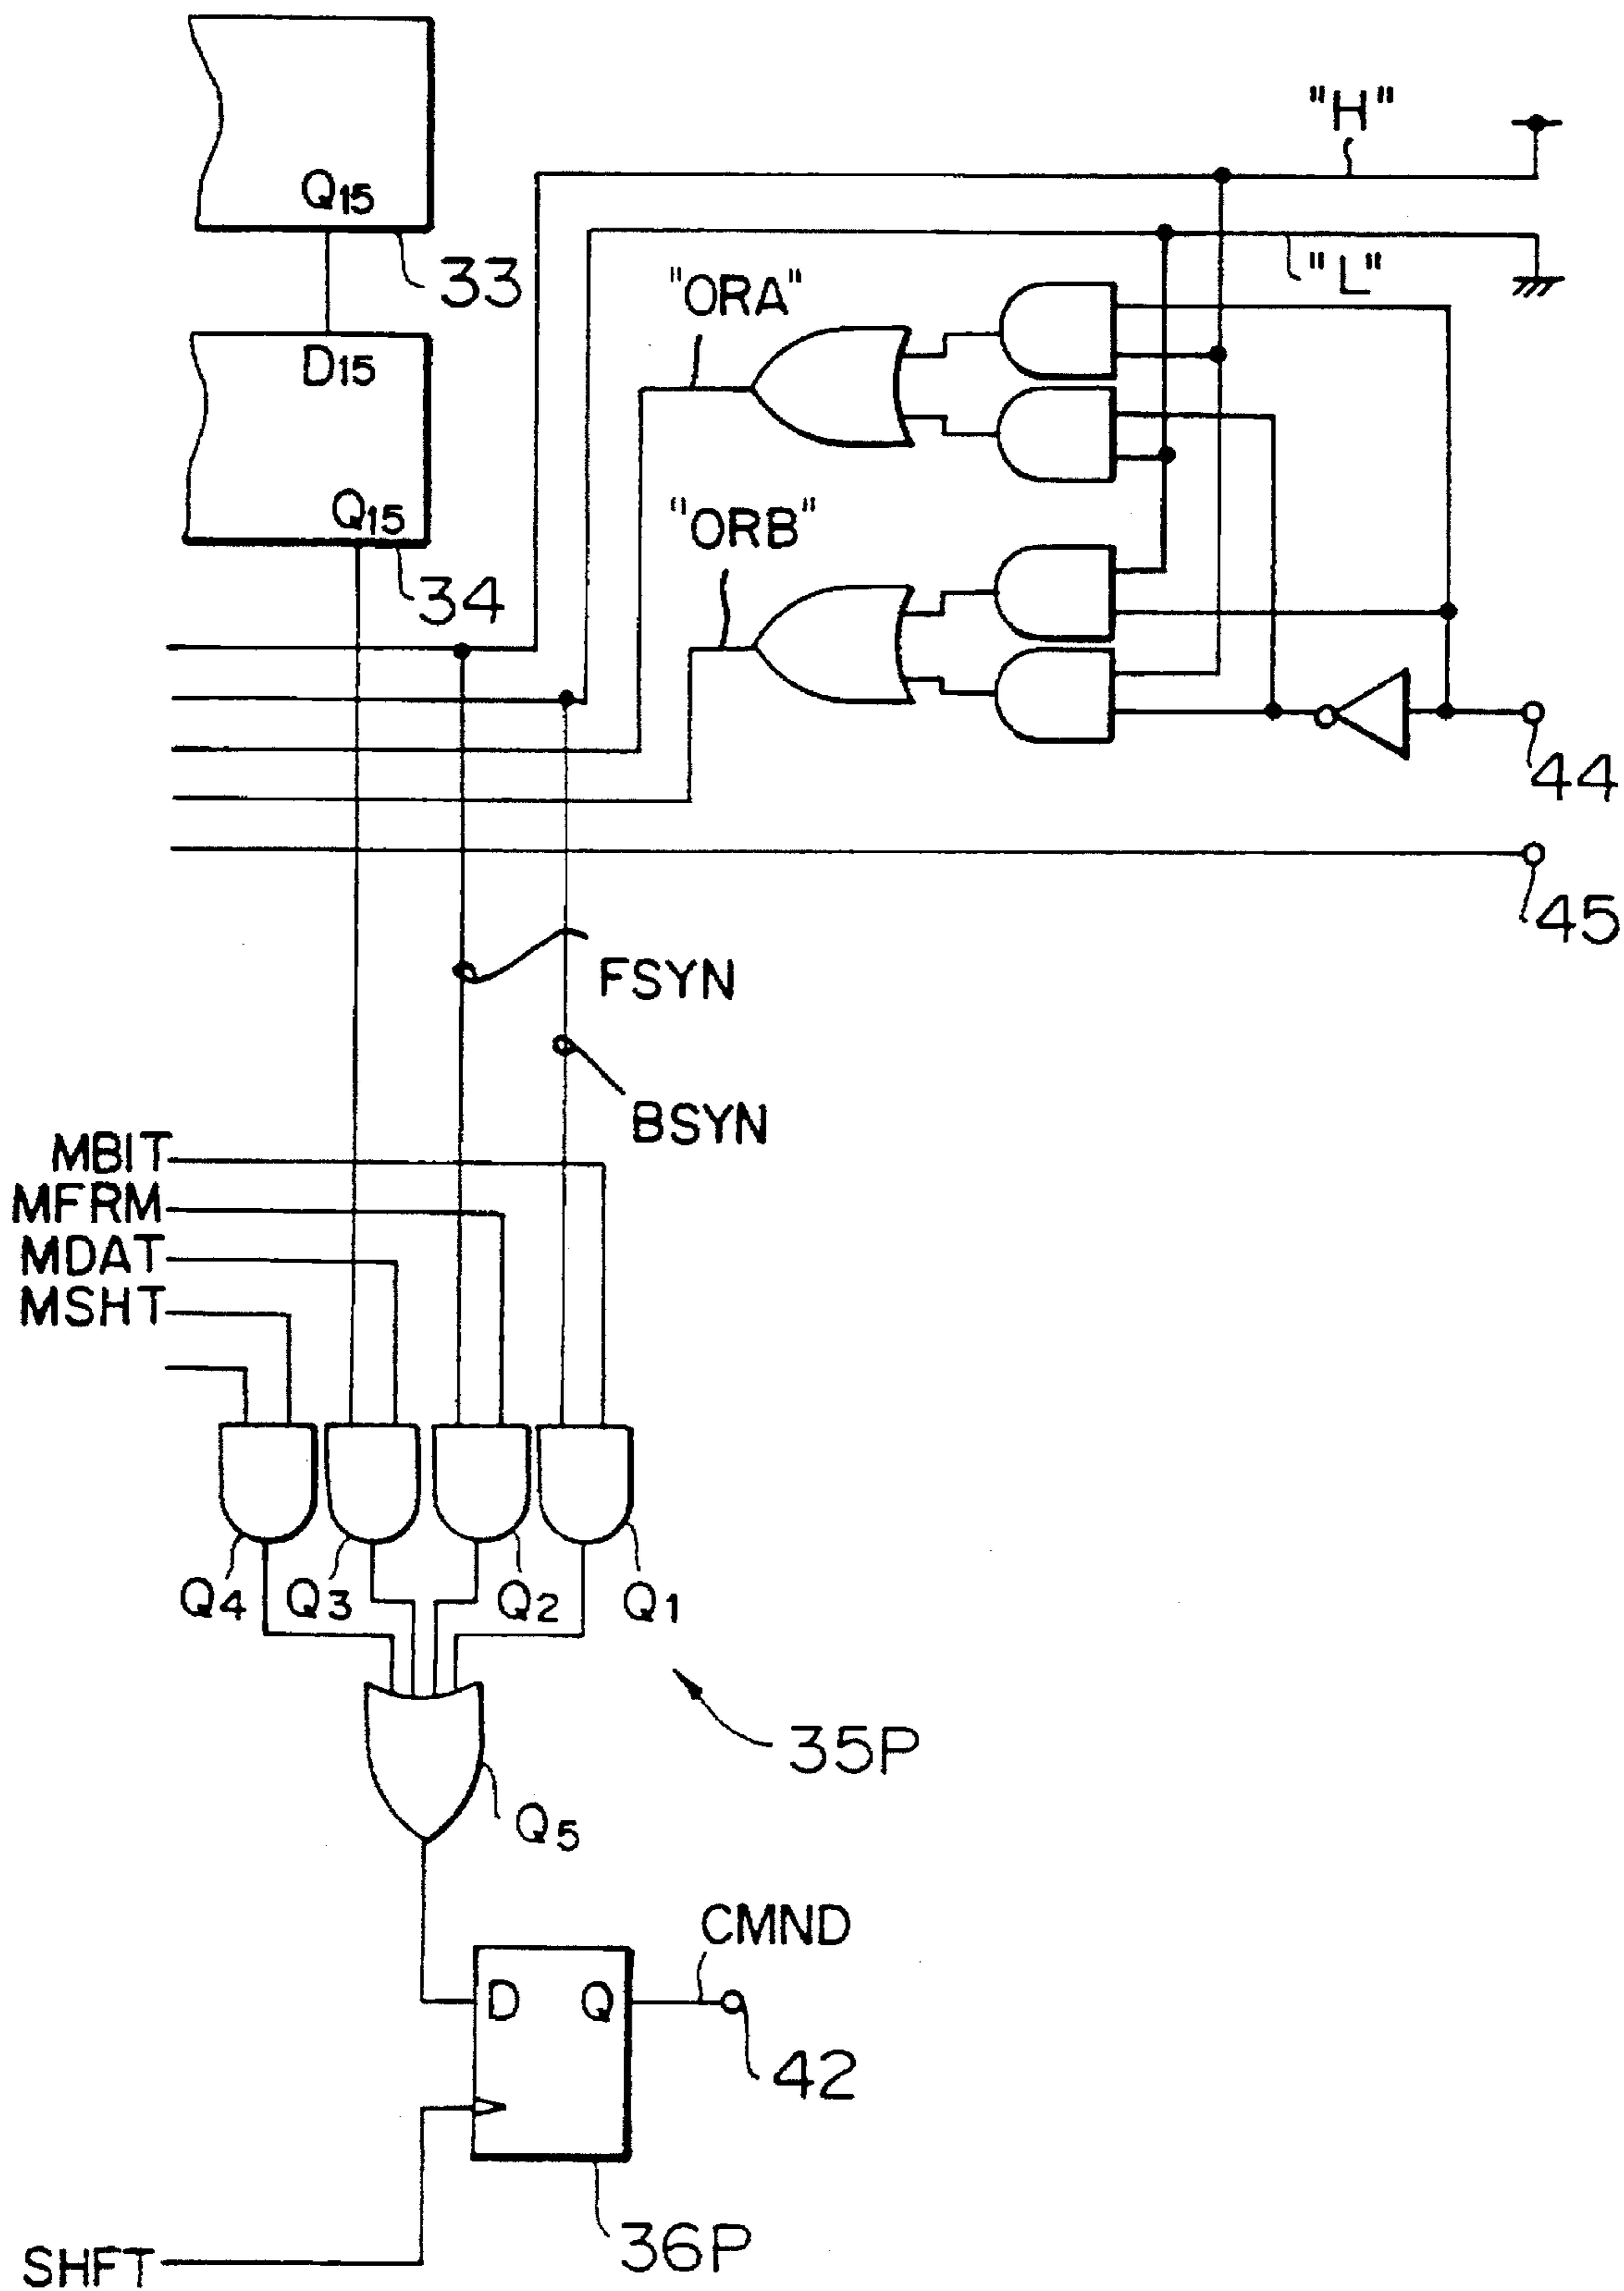 Q15
33
"H"
"L"
"ORA"
D15
Q15
"ORB"
34
44
45
FSYN
BSYN
MBIT
MFRM
MDAT
MSHT
Q4
Q3
Q2
Q1
35P
Q5
CMND
D
Q
42
36P
SHFT